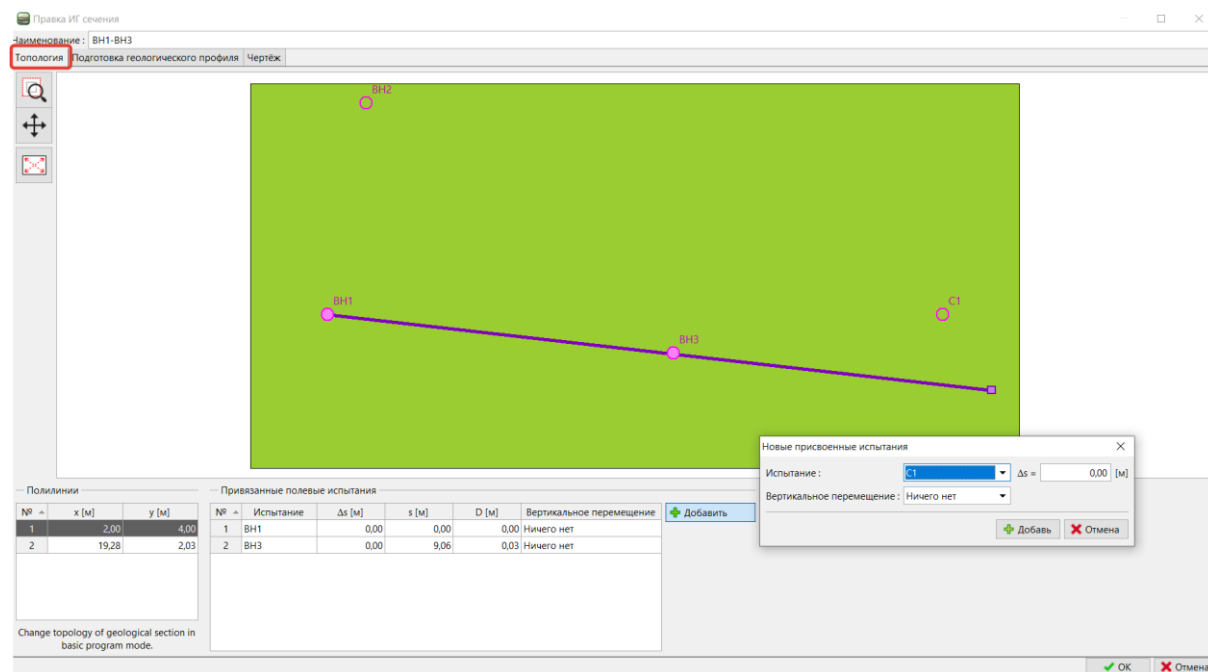 Правка ИГ сечения
Наименование : BH1-BH3
Топология Подготовка геологического профиля Чертёж
BH2
BH1
C1
BH3
Новые присвоенные испытания
Испытание : C1 Δs = 0,00 [м]
Вертикальное перемещение : Ничего нет
Добавь Отмена
Полилинии
№ x [м] y [м]
1 2,00 4,00
2 19,28 2,03
Change topology of geological section in
basic program mode.
Привязанные полевые испытания
№ Испытание Δs [м] s [м] D [м] Вертикальное перемещение
1 BH1 0,00 0,00 0,00 Ничего нет
2 BH3 0,00 9,06 0,03 Ничего нет
Добавить
OK Отмена